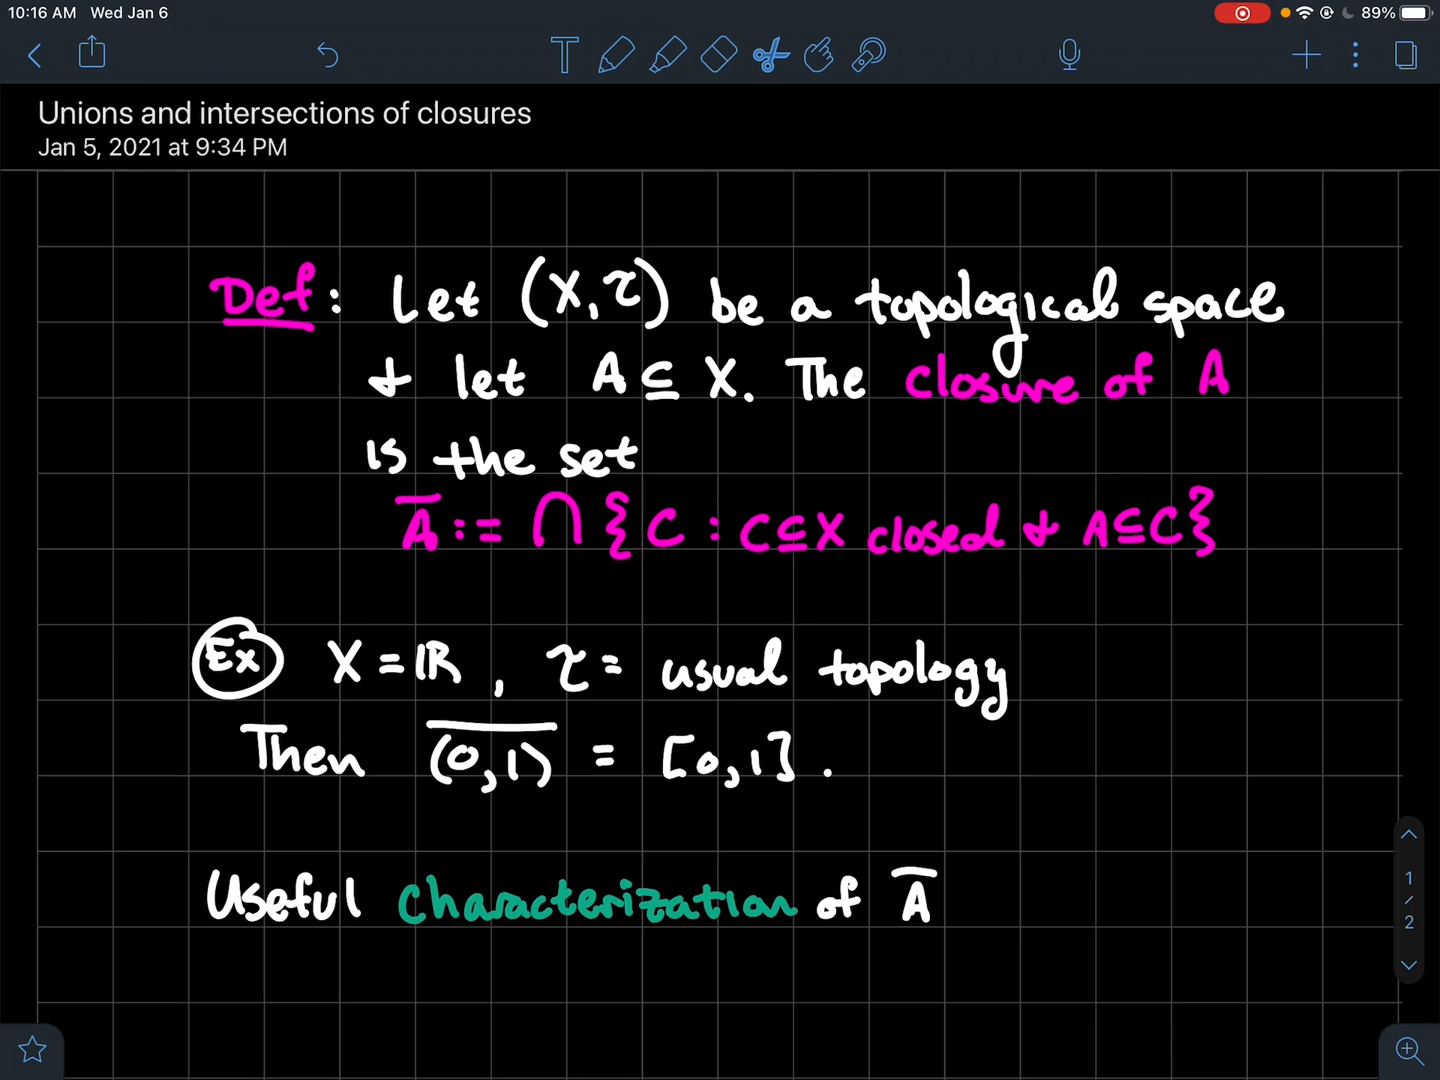 10:16 AM Wed Jan 6 89%
Unions and intersections of closures
Jan 5, 2021 at 9:34 PM
Def: Let (X,τ) be a topological space
& let A ⊆ X. The closure of A
is the set
A̅ := ⋂ { C : C ⊆ X closed & A ⊆ C }
Ex X = ℝ, τ = usual topology
Then \overline{(0,1)} = [0,1].
Useful characterization of A̅
1
/
2